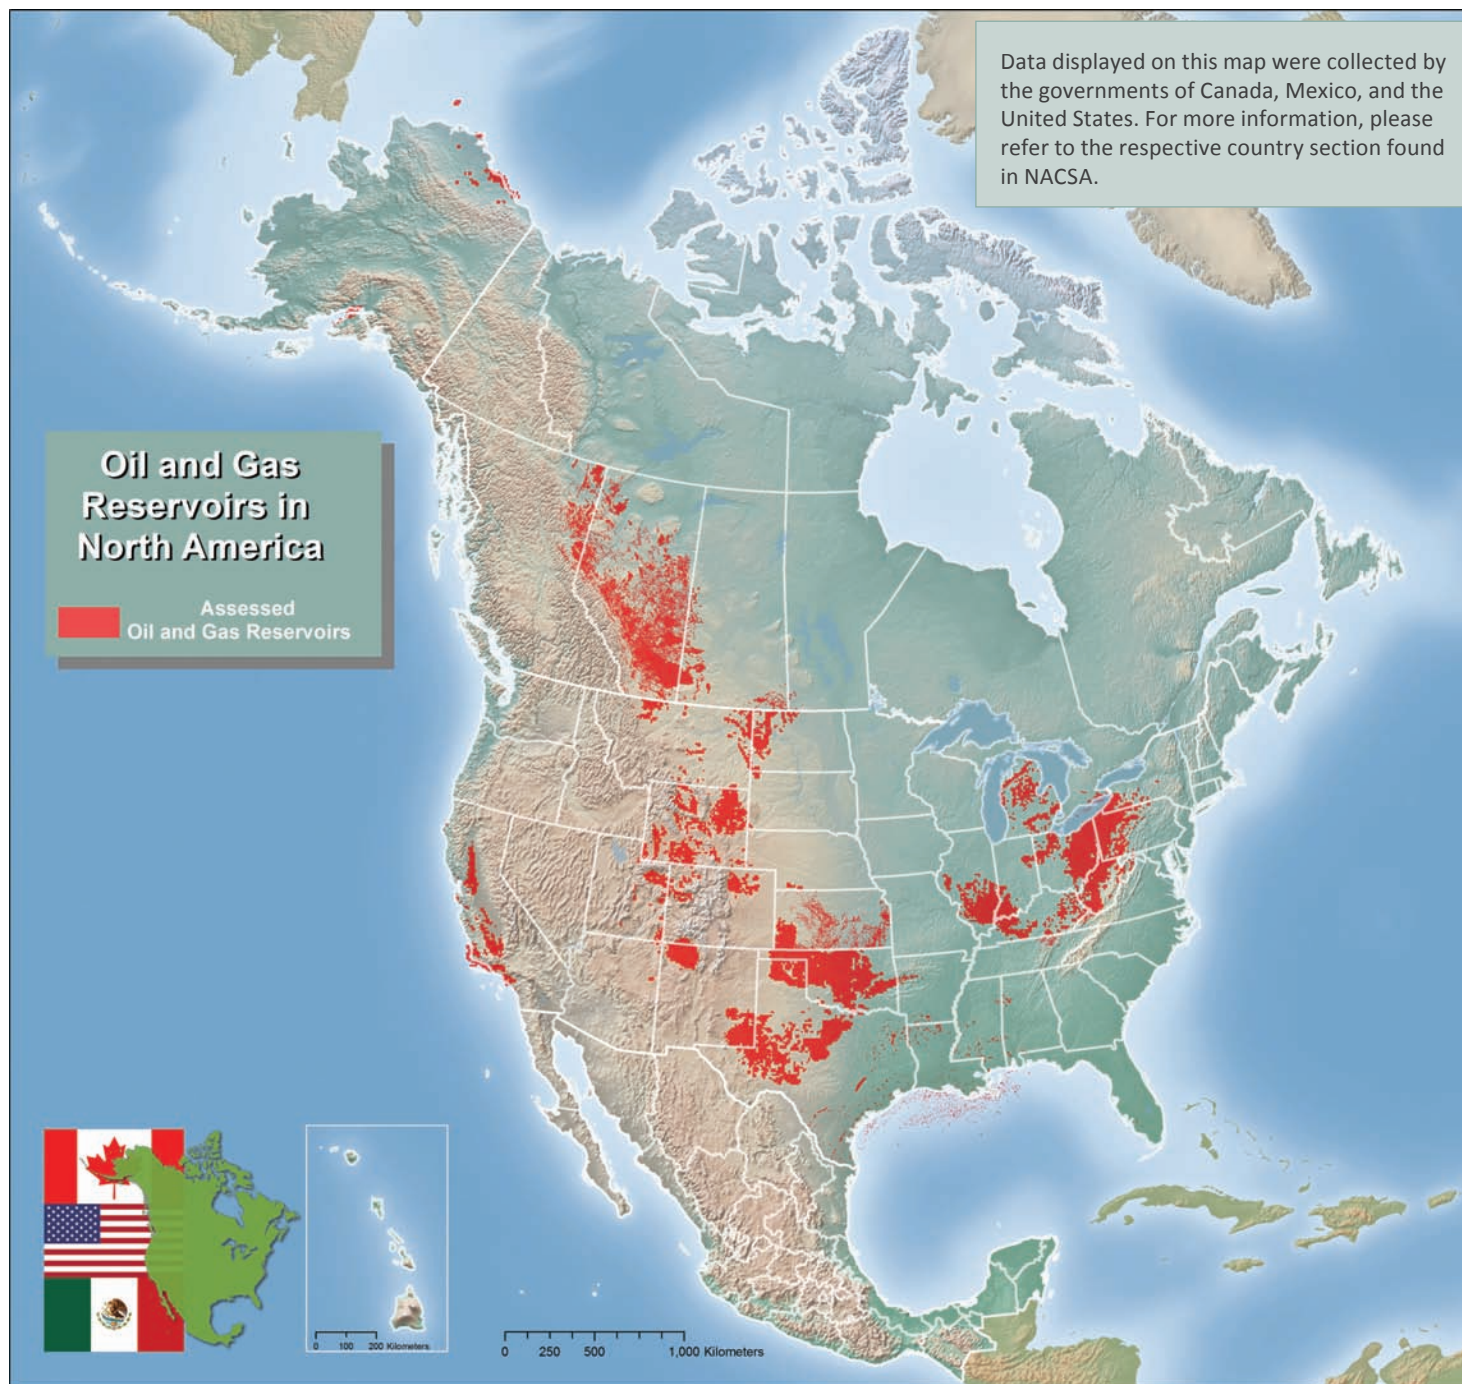 Data displayed on this map were collected by
the governments of Canada, Mexico, and the
United States. For more information, please
refer to the respective country section found
in NACSA.
Oil and Gas
Reservoirs in
North America
Assessed
Oil and Gas Reservoirs
0 100 200 Kilometers
0 250 500 1,000 Kilometers